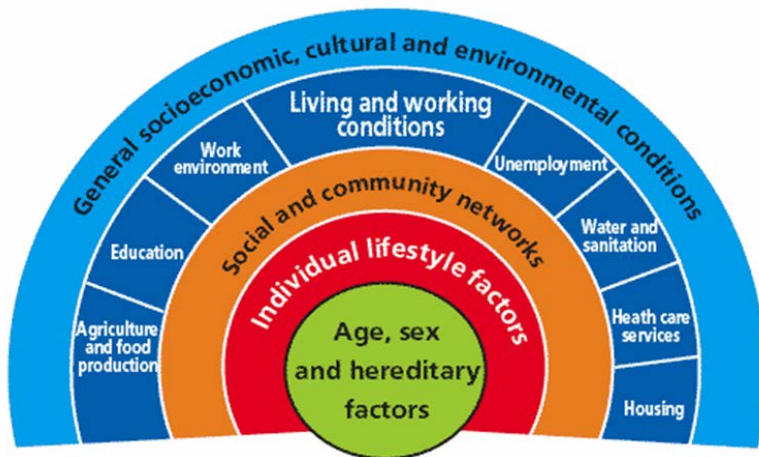 General socioeconomic, cultural and environmental conditions
Living and working
conditions
Work
environment
Unemployment
Education
Water and
sanitation
Agriculture
and food
production
Heath care
services
Housing
Social and community networks
Individual lifestyle factors
Age, sex
and hereditary
factors